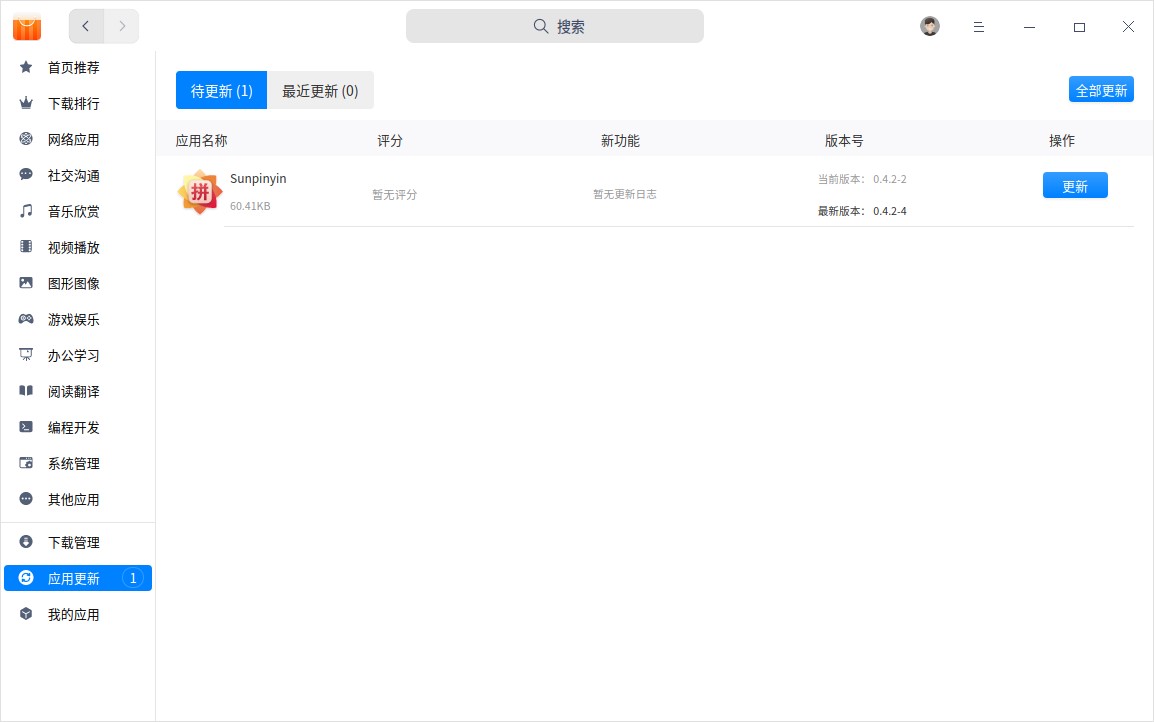 搜索
首页推荐
下载排行
网络应用
社交沟通
音乐欣赏
视频播放
图形图像
游戏娱乐
办公学习
阅读翻译
编程开发
系统管理
其他应用
下载管理
应用更新 1
我的应用
待更新 (1) 最近更新 (0) 全部更新
应用名称 评分 新功能 版本号 操作
拼
Sunpinyin
60.41KB
暂无评分
暂无更新日志
当前版本: 0.4.2-2
最新版本: 0.4.2-4
更新